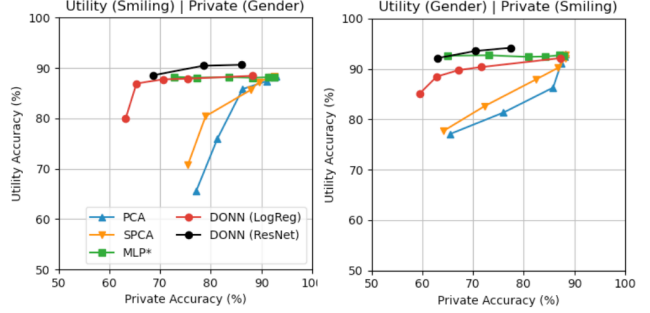 Utility (Smiling) | Private (Gender)
Utility Accuracy (%)
100
90
80
70
60
50
PCA
SPCA
MLP*
DONN (LogReg)
DONN (ResNet)
50 60 70 80 90 100
Private Accuracy (%)
Utility (Gender) | Private (Smiling)
Utility Accuracy (%)
100
90
80
70
60
50
50 60 70 80 90 100
Private Accuracy (%)